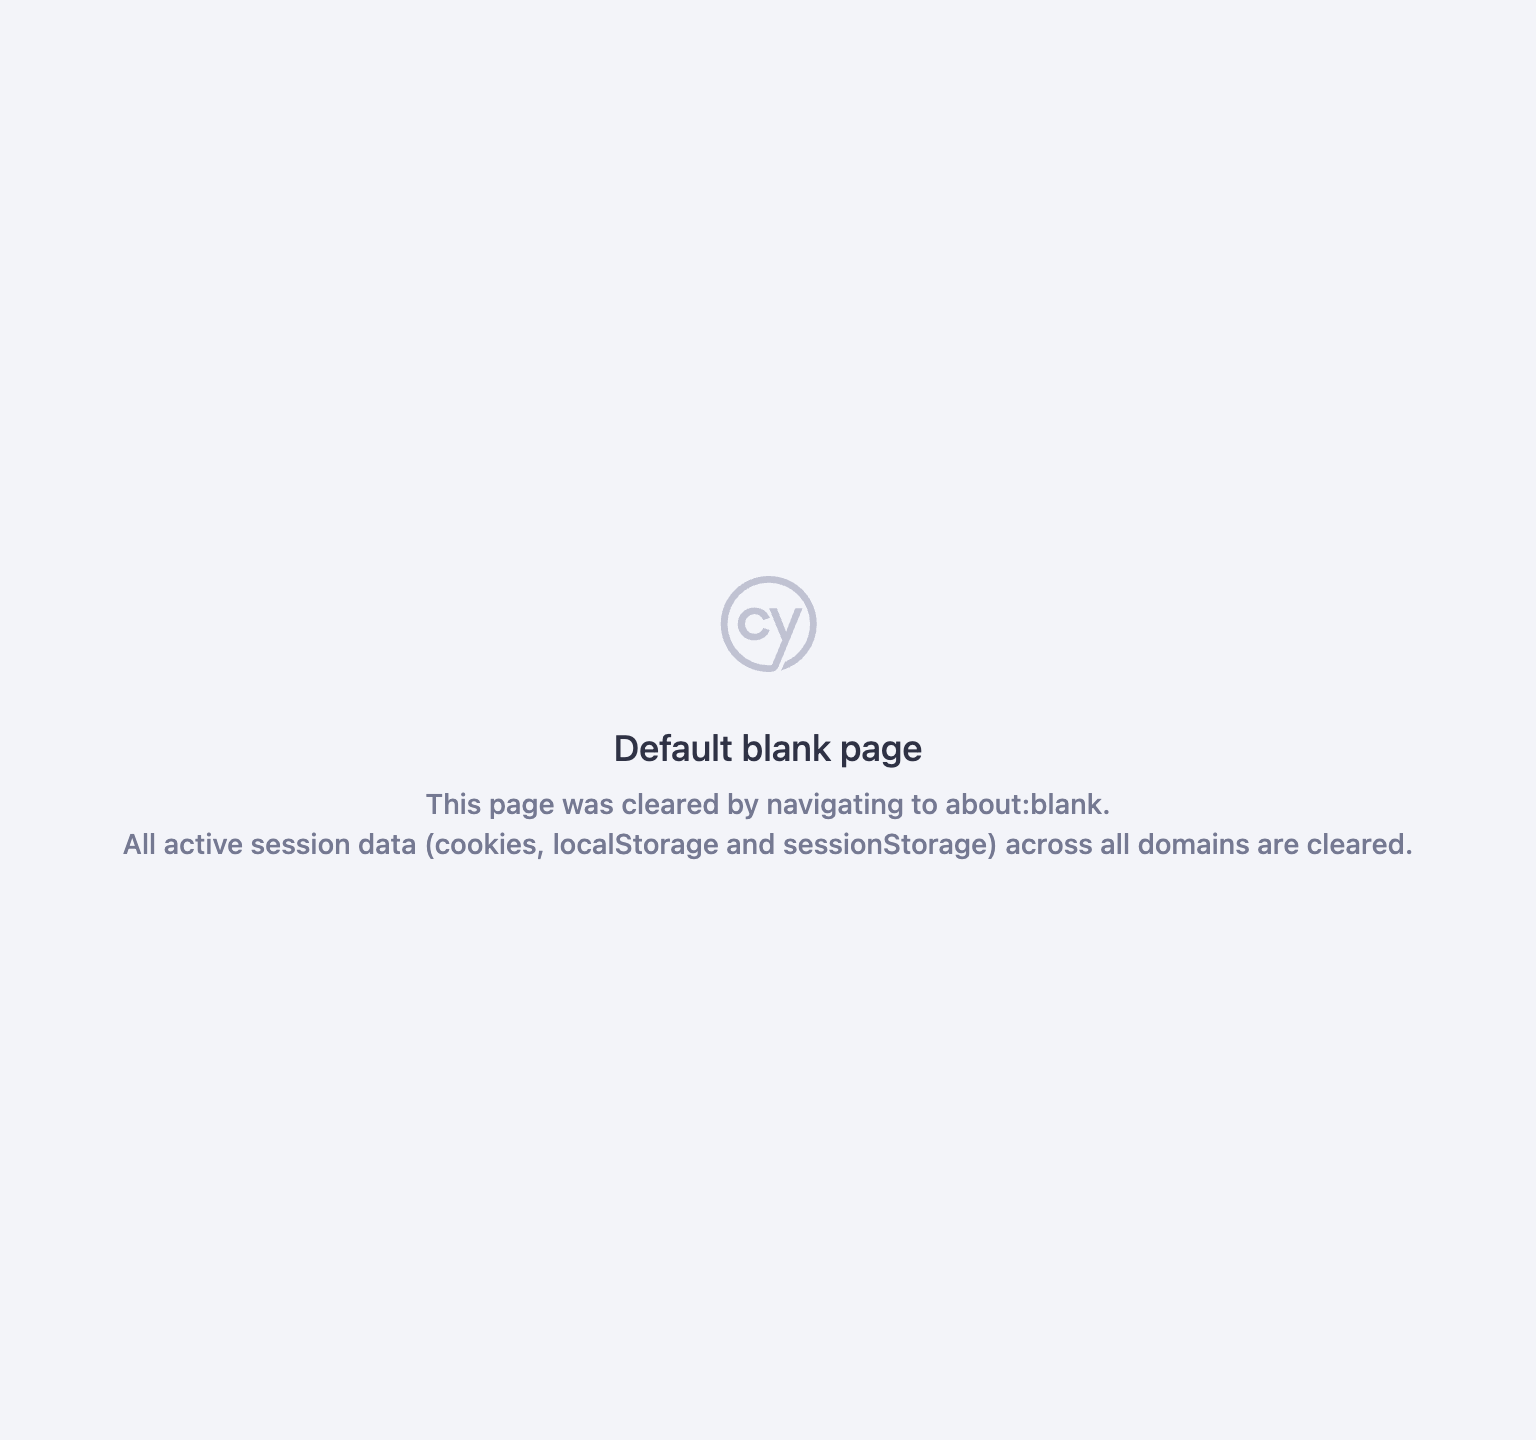 cy
Default blank page
This page was cleared by navigating to about:blank.
All active session data (cookies, localStorage and sessionStorage) across all domains are cleared.